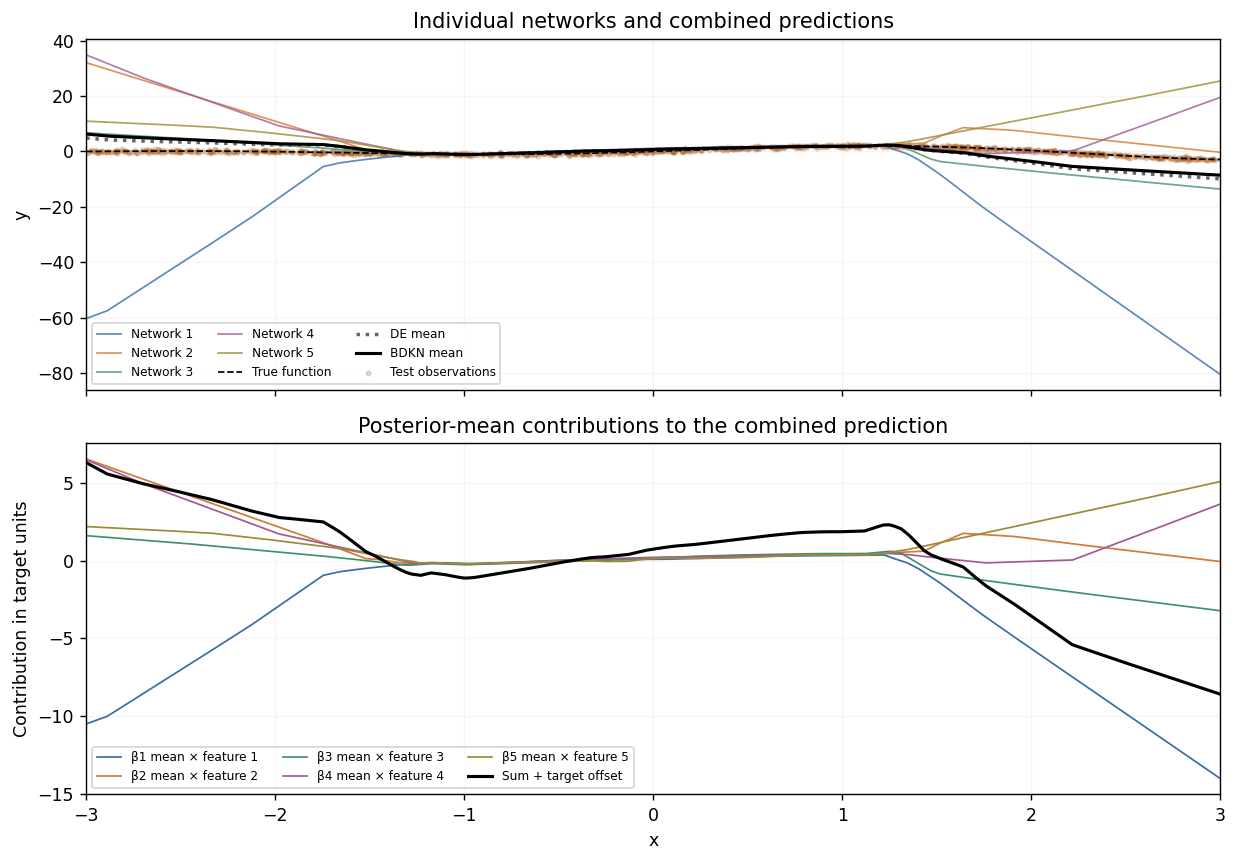 Individual networks and combined predictions
40
20
0
−20
−40
−60
−80
y
Network 1
Network 2
Network 3
Network 4
Network 5
True function
DE mean
BDKN mean
Test observations
Posterior-mean contributions to the combined prediction
5
0
−5
−10
−15
Contribution in target units
β1 mean × feature 1
β2 mean × feature 2
β3 mean × feature 3
β4 mean × feature 4
β5 mean × feature 5
Sum + target offset
−3 −2 −1 0 1 2 3
x